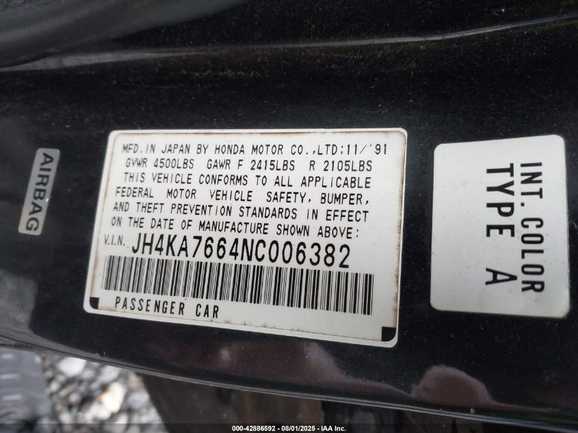 AIRBAG
MFD.IN JAPAN BY HONDA MOTOR CO.,LTD:11/'91
GVWR 4500LBS GAWR F 2415LBS R 2105LBS
THIS VEHICLE CONFORMS TO ALL APPLICABLE
FEDERAL MOTOR VEHICLE SAFETY, BUMPER,
AND THEFT PREVENTION STANDARDS IN EFFECT
ON THE DATE OF MANUFACTURE SHOWN ABOVE:
V.I.N. JH4KA7664NC006382
PASSENGER CAR
INT. COLOR
TYPE A
000-42886592 - 08/01/2025 - IAA